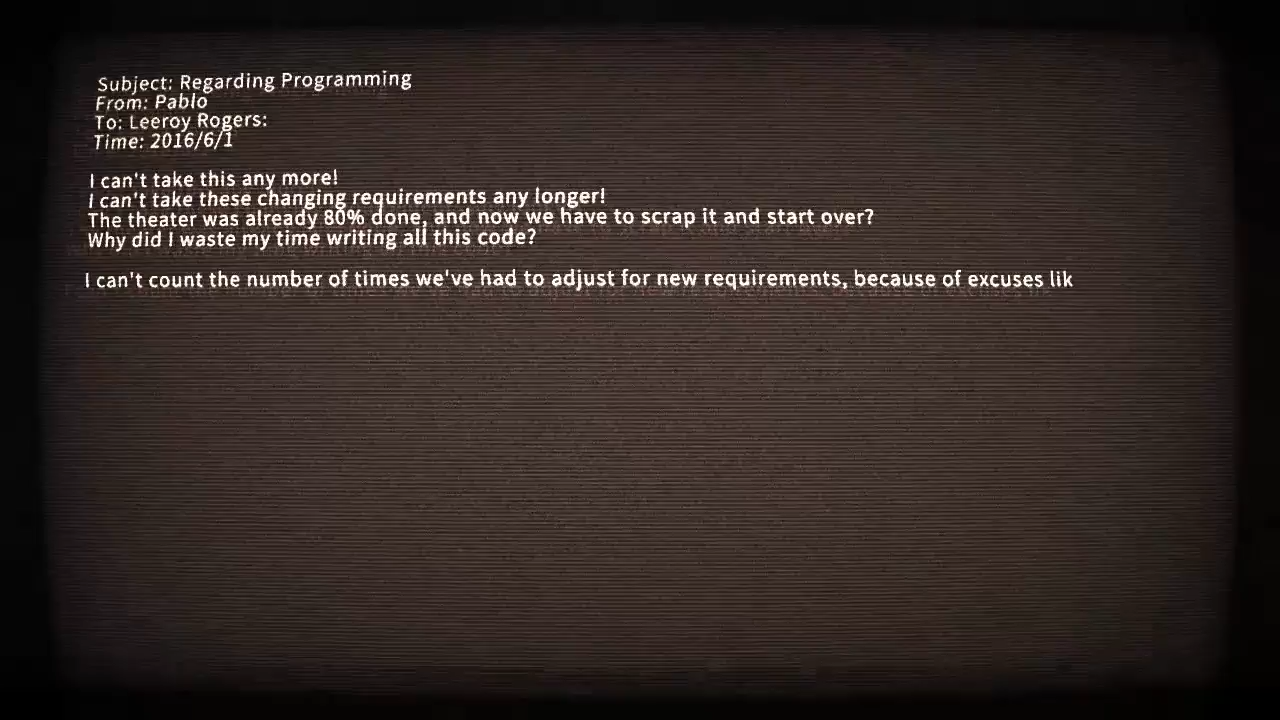 Subject: Regarding Programming
From: Pablo
To: Leeroy Rogers:
Time: 2016/6/1
I can't take this any more!
I can't take these changing requirements any longer!
The theater was already 80% done, and now we have to scrap it and start over?
Why did I waste my time writing all this code?
I can't count the number of times we've had to adjust for new requirements, because of excuses lik